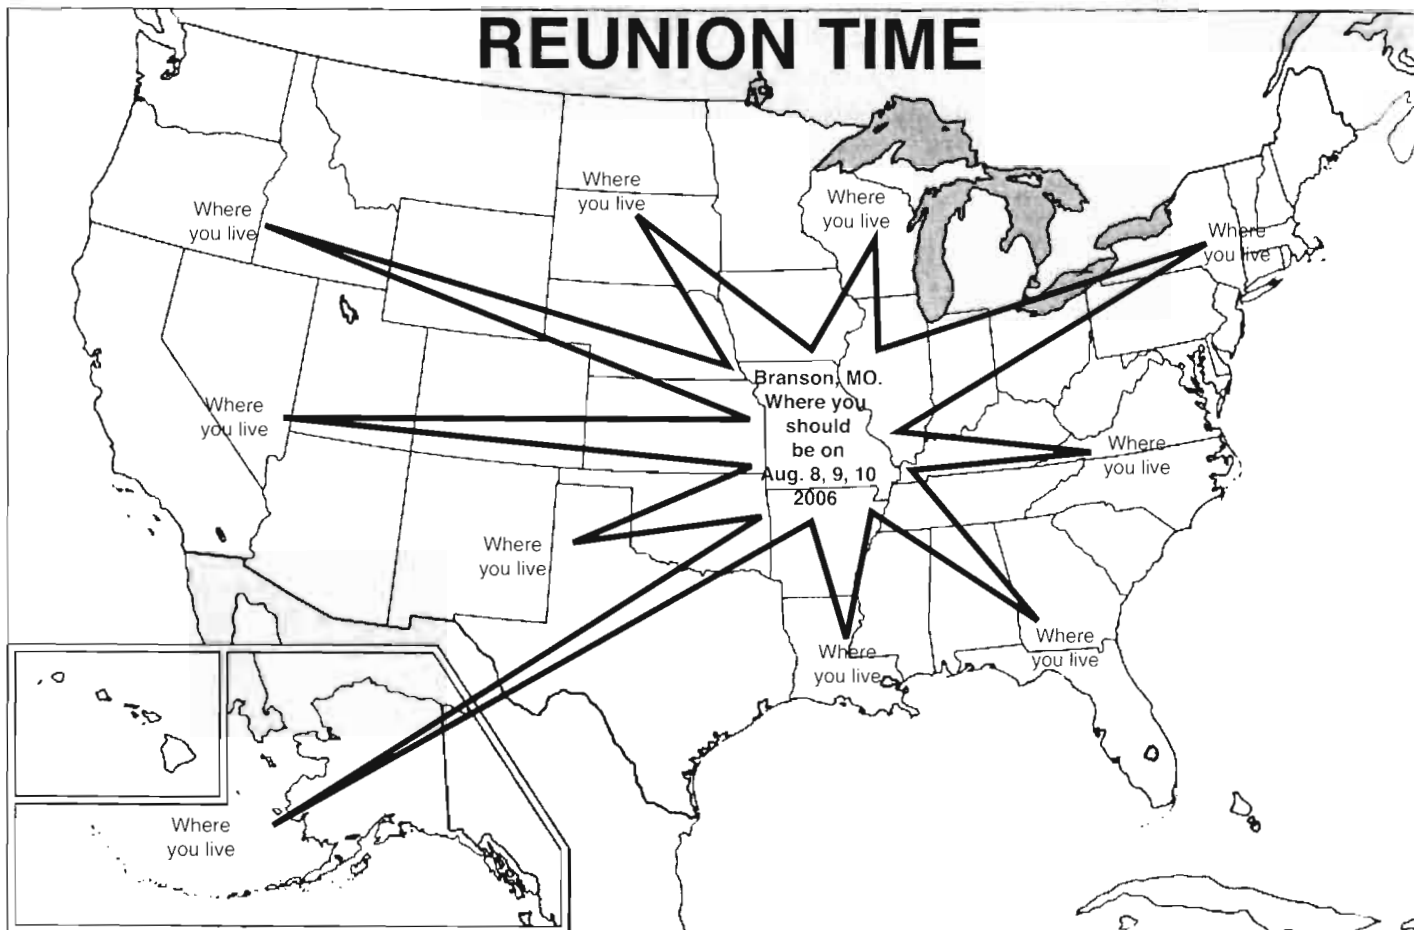 REUNION TIME
Where
you live
Where
you live
Where
you live
Where
you live
Branson, MO.
Where you
should
be on
Aug. 8, 9, 10
2006
Where
you live
Where
you live
Where
you live
Where
you live
Where
you live
Where
you live